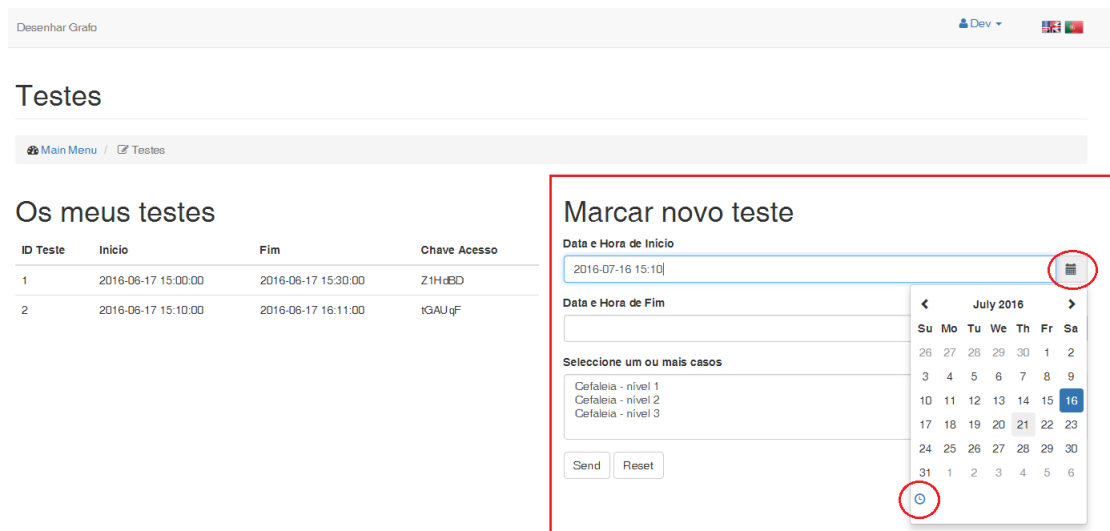 Desenhar Grafo
Dev
Testes
Main Menu / Testes
Os meus testes
ID Teste Inicio Fim Chave Acesso
1 2016-06-17 15:00:00 2016-06-17 15:30:00 Z1HdBD
2 2016-06-17 15:10:00 2016-06-17 16:11:00 tGAUqF
Marcar novo teste
Data e Hora de Início
2016-07-16 15:10
Data e Hora de Fim
Seleccione um ou mais casos
Cefaleia - nível 1
Cefaleia - nível 2
Cefaleia - nível 3
Send Reset
July 2016
Su Mo Tu We Th Fr Sa
26 27 28 29 30 1 2
3 4 5 6 7 8 9
10 11 12 13 14 15 16
17 18 19 20 21 22 23
24 25 26 27 28 29 30
31 1 2 3 4 5 6